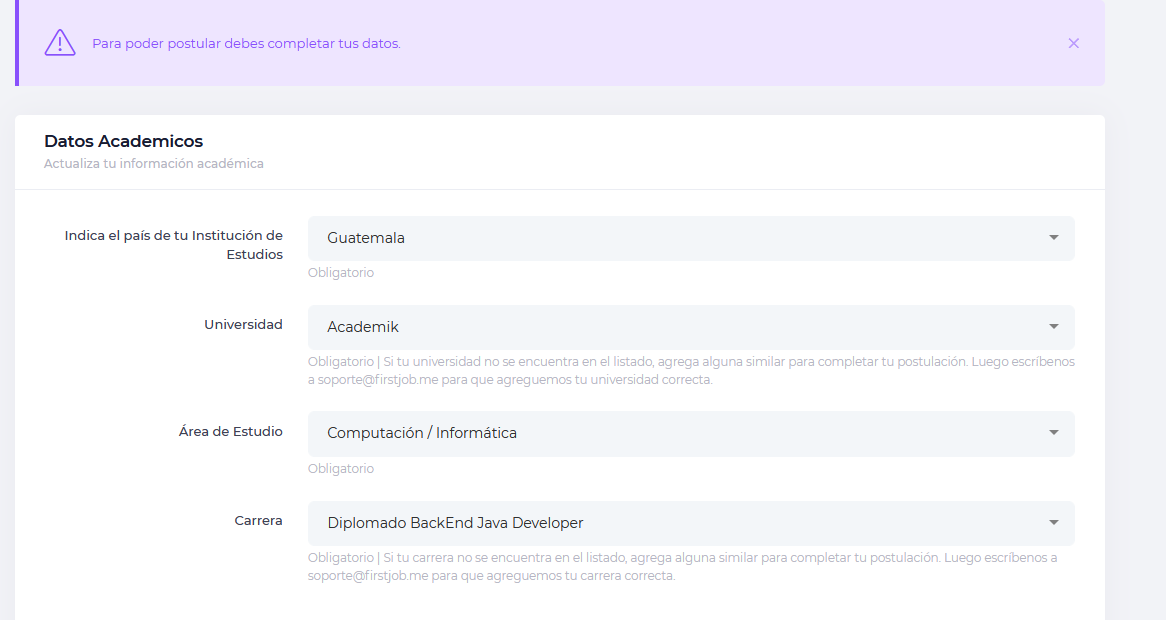 Para poder postular debes completar tus datos.
Datos Academicos
Actualiza tu información académica
Indica el país de tu Institución de
Estudios
Guatemala
Obligatorio
Universidad
Academik
Obligatorio | Si tu universidad no se encuentra en el listado, agrega alguna similar para completar tu postulación. Luego escríbenos
a soporte@firstjob.me para que agreguemos tu universidad correcta.
Área de Estudio
Computación / Informática
Obligatorio
Carrera
Diplomado BackEnd Java Developer
Obligatorio | Si tu carrera no se encuentra en el listado, agrega alguna similar para completar tu postulación. Luego escríbenos a
soporte@firstjob.me para que agreguemos tu carrera correcta.